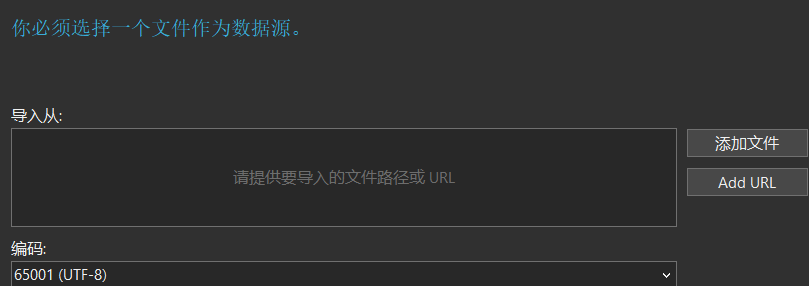 你必须选择一个文件作为数据源。
导入从:
添加文件
请提供要导入的文件路径或 URL
Add URL
编码:
65001 (UTF-8)